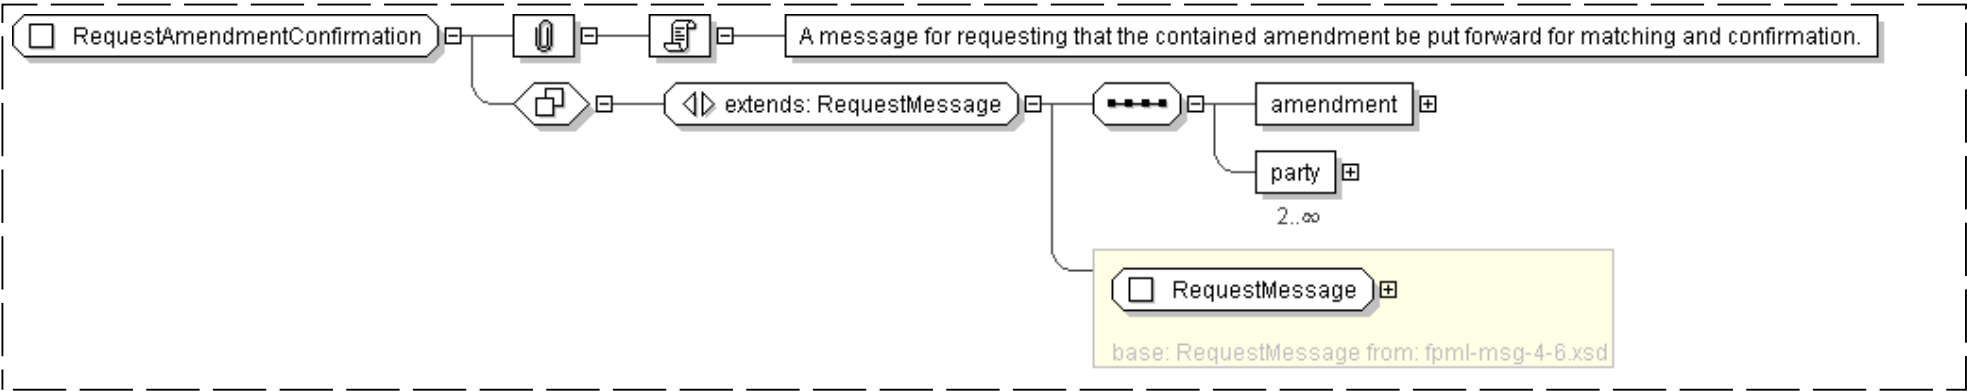 RequestAmendmentConfirmation
A message for requesting that the contained amendment be put forward for matching and confirmation.
extends: RequestMessage
amendment
party
2..∞
RequestMessage
base: RequestMessage from: fpml-msg-4-6.xsd